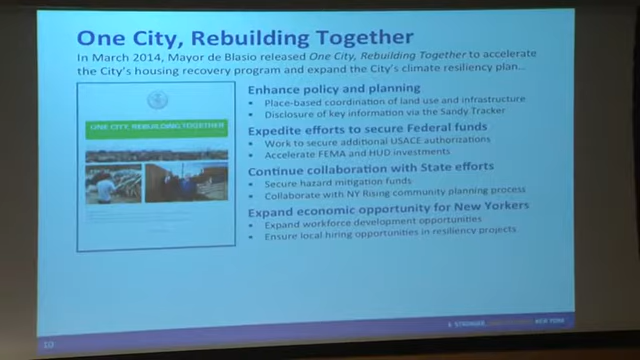 One City, Rebuilding Together
In March 2014, Mayor de Blasio released One City, Rebuilding Together to accelerate
the City's housing recovery program and expand the City's climate resiliency plan...
ONE CITY, REBUILDING TOGETHER
Enhance policy and planning
• Place-based coordination of land use and infrastructure
• Disclosure of key information via the Sandy Tracker
Expedite efforts to secure Federal funds
• Work to secure additional USACE authorizations
• Accelerate FEMA and HUD investments
Continue collaboration with State efforts
• Secure hazard mitigation funds
• Collaborate with NY Rising community planning process
Expand economic opportunity for New Yorkers
• Expand workforce development opportunities
• Ensure local hiring opportunities in resiliency projects
10
STRONGER NEW YORK